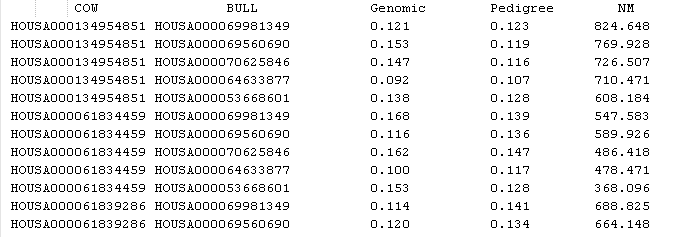 COW BULL Genomic Pedigree NM
HOUSA000134954851 HOUSA000069981349 0.121 0.123 824.648
HOUSA000134954851 HOUSA000069560690 0.153 0.119 769.928
HOUSA000134954851 HOUSA000070625846 0.147 0.116 726.507
HOUSA000134954851 HOUSA000064633877 0.092 0.107 710.471
HOUSA000134954851 HOUSA000053668601 0.138 0.128 608.184
HOUSA000061834459 HOUSA000069981349 0.168 0.139 547.583
HOUSA000061834459 HOUSA000069560690 0.116 0.136 589.926
HOUSA000061834459 HOUSA000070625846 0.162 0.147 486.418
HOUSA000061834459 HOUSA000064633877 0.100 0.117 478.471
HOUSA000061834459 HOUSA000053668601 0.153 0.128 368.096
HOUSA000061839286 HOUSA000069981349 0.114 0.141 688.825
HOUSA000061839286 HOUSA000069560690 0.120 0.134 664.148